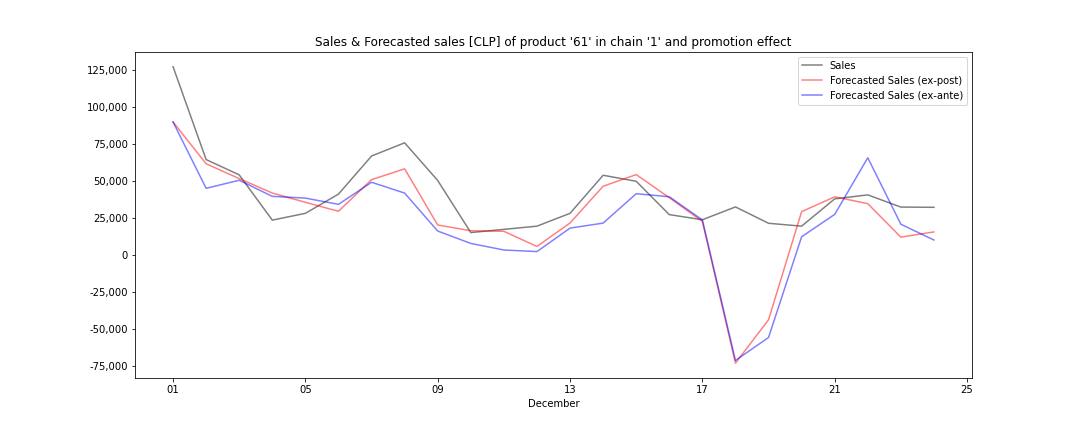 Sales & Forecasted sales [CLP] of product '61' in chain '1' and promotion effect
Sales
Forecasted Sales (ex-post)
Forecasted Sales (ex-ante)
125,000
100,000
75,000
50,000
25,000
0
-25,000
-50,000
-75,000
01 05 09 13 17 21 25
December